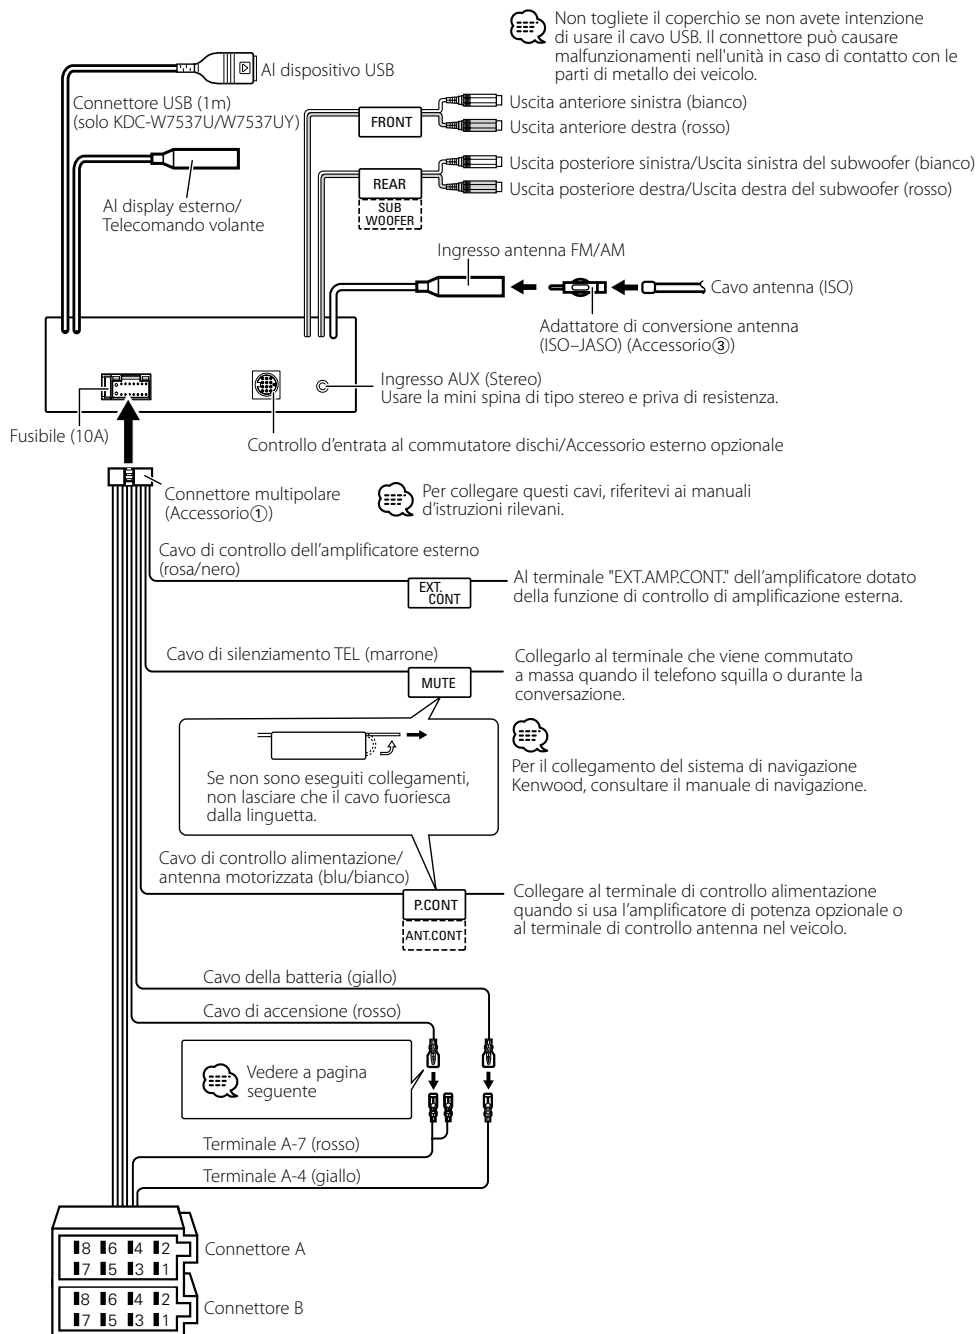 Non togliete il coperchio se non avete intenzione
di usare il cavo USB. Il connettore può causare
malfunzionamenti nell'unità in caso di contatto con le
parti di metallo dei veicolo.
Al dispositivo USB
Connettore USB (1m)
(solo KDC-W7537U/W7537UY)
FRONT
Uscita anteriore sinistra (bianco)
Uscita anteriore destra (rosso)
REAR
SUB
WOOFER
Uscita posteriore sinistra/Uscita sinistra del subwoofer (bianco)
Uscita posteriore destra/Uscita destra del subwoofer (rosso)
Al display esterno/
Telecomando volante
Ingresso antenna FM/AM
Cavo antenna (ISO)
Adattatore di conversione antenna
(ISO–JASO) (Accessorio③)
Ingresso AUX (Stereo)
Usare la mini spina di tipo stereo e priva di resistenza.
Fusibile (10A)
Controllo d'entrata al commutatore dischi/Accessorio esterno opzionale
Connettore multipolare
(Accessorio①)
Per collegare questi cavi, riferitevi ai manuali
d'istruzioni rilevani.
Cavo di controllo dell'amplificatore esterno
(rosa/nero)
EXT.
CONT
Al terminale "EXT.AMP.CONT." dell'amplificatore dotato
della funzione di controllo di amplificazione esterna.
Cavo di silenziamento TEL (marrone)
MUTE
Collegarlo al terminale che viene commutato
a massa quando il telefono squilla o durante la
conversazione.
Se non sono eseguiti collegamenti,
non lasciare che il cavo fuoriesca
dalla linguetta.
Per il collegamento del sistema di navigazione
Kenwood, consultare il manuale di navigazione.
Cavo di controllo alimentazione/
antenna motorizzata (blu/bianco)
P.CONT
ANT.CONT
Collegare al terminale di controllo alimentazione
quando si usa l'amplificatore di potenza opzionale o
al terminale di controllo antenna nel veicolo.
Cavo della batteria (giallo)
Cavo di accensione (rosso)
Vedere a pagina
seguente
Terminale A-7 (rosso)
Terminale A-4 (giallo)
8 6 4 2
7 5 3 1
Connettore A
8 6 4 2
7 5 3 1
Connettore B